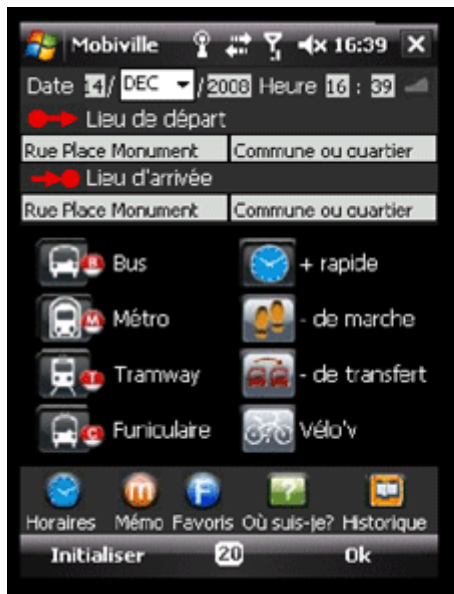 Mobiville 16:39 X
Date 14/ DEC /2008 Heure 16 : 39
Lieu de départ
Rue Place Monument Commune ou quartier
Lieu d'arrivée
Rue Place Monument Commune ou quartier
B Bus + rapide
M Métro - de marche
T Tramway - de transfert
C Funiculaire Vélo'v
m F ?
Horaires Mémo Favoris Où suis-je? Historique
Initialiser 20 Ok